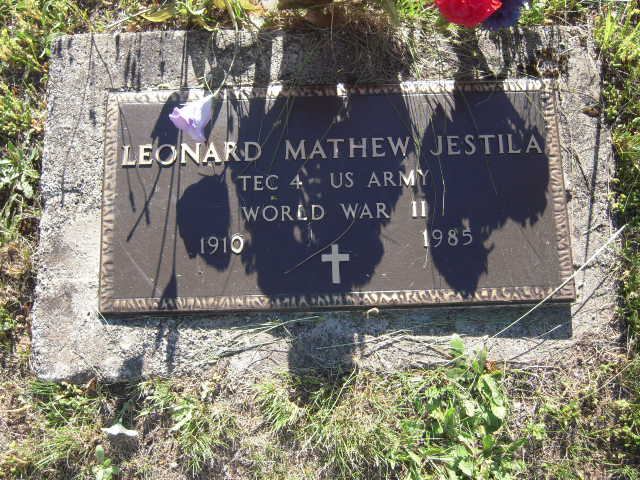 LEONARD MATHEW JESTILA
TEC 4 US ARMY
WORLD WAR II
1910 1985